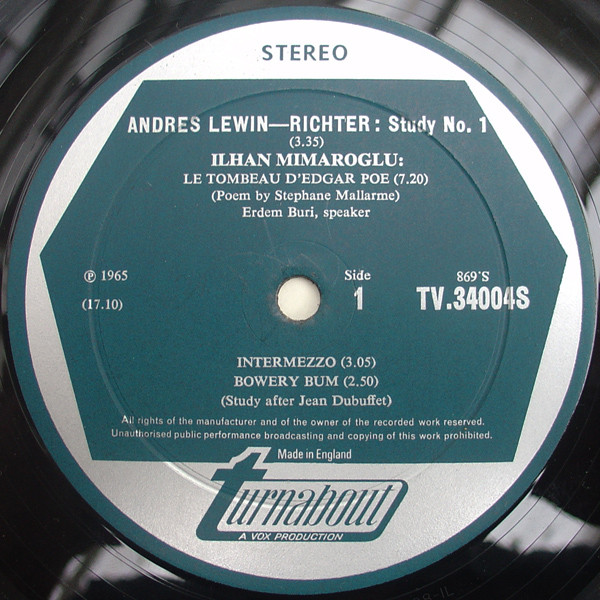 STEREO
ANDRES LEWIN—RICHTER: Study No. 1
(3.35)
ILHAN MIMAROGLU:
LE TOMBEAU D'EDGAR POE (7.20)
(Poem by Stephane Mallarme)
Erdem Buri, speaker
℗ 1965
(17.10)
Side
1
869'S
TV.34004S
INTERMEZZO (3.05)
BOWERY BUM (2.50)
(Study after Jean Dubuffet)
All rights of the manufacturer and of the owner of the recorded work reserved.
Unauthorised public performance broadcasting and copying of this work prohibited.
Made in England
turnabout
A VOX PRODUCTION